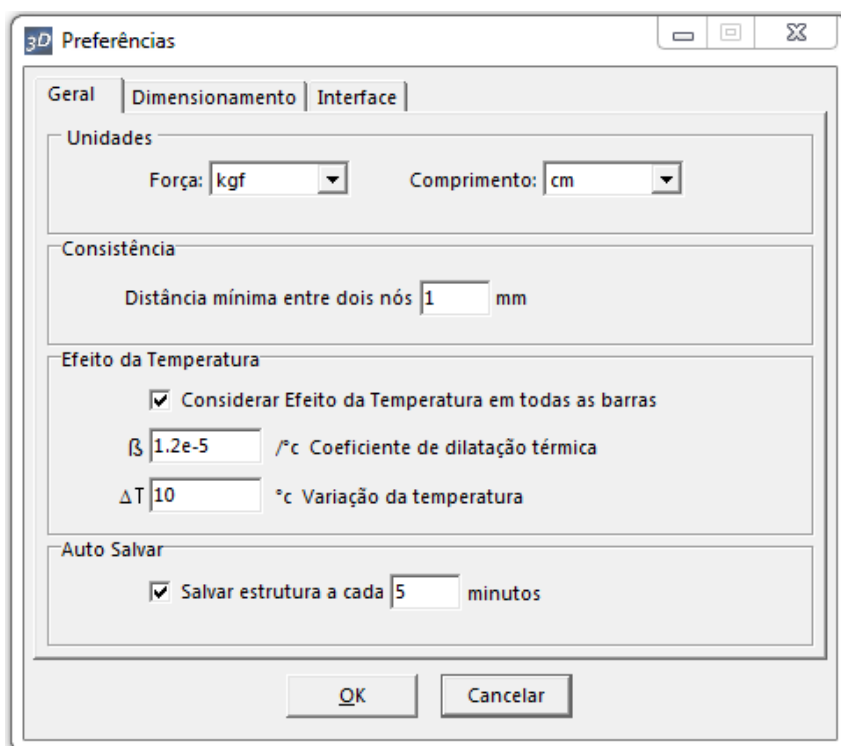 3D Preferências
Geral Dimensionamento Interface
Unidades
Força: kgf Comprimento: cm
Consistência
Distância mínima entre dois nós 1 mm
Efeito da Temperatura
Considerar Efeito da Temperatura em todas as barras
ß 1.2e-5 /°c Coeficiente de dilatação térmica
ΔT 10 °c Variação da temperatura
Auto Salvar
Salvar estrutura a cada 5 minutos
OK Cancelar